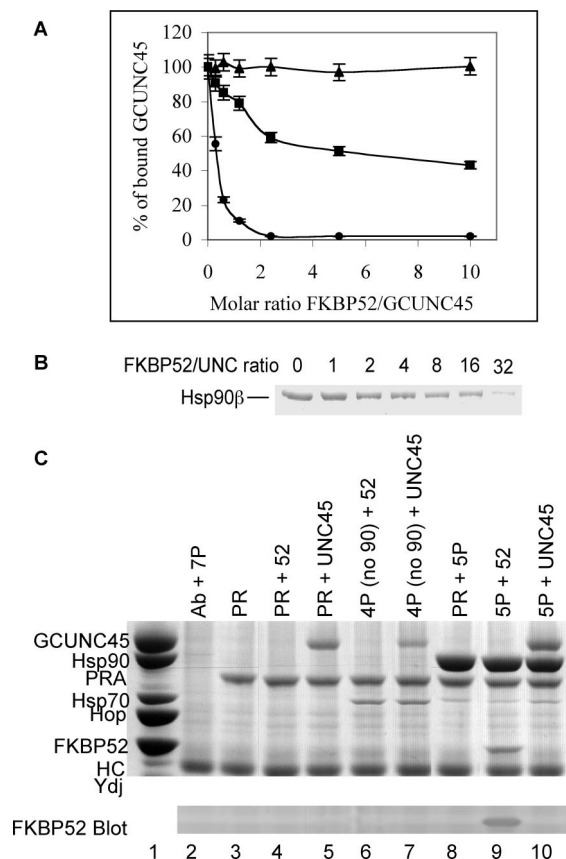 A
120
100
80
60
40
20
0
% of bound GCUNC45
0 2 4 6 8 10
Molar ratio FKBP52/GCUNC45
B
FKBP52/UNC ratio 0 1 2 4 8 16 32
Hsp90β
C
Ab + 7P
PR
PR + 52
PR + UNC45
4P (no 90) + 52
4P (no 90) + UNC45
PR + 5P
5P + 52
5P + UNC45
GCUNC45
Hsp90
PRA
Hsp70
Hop
FKBP52
HC
Ydj
FKBP52 Blot
1 2 3 4 5 6 7 8 9 10